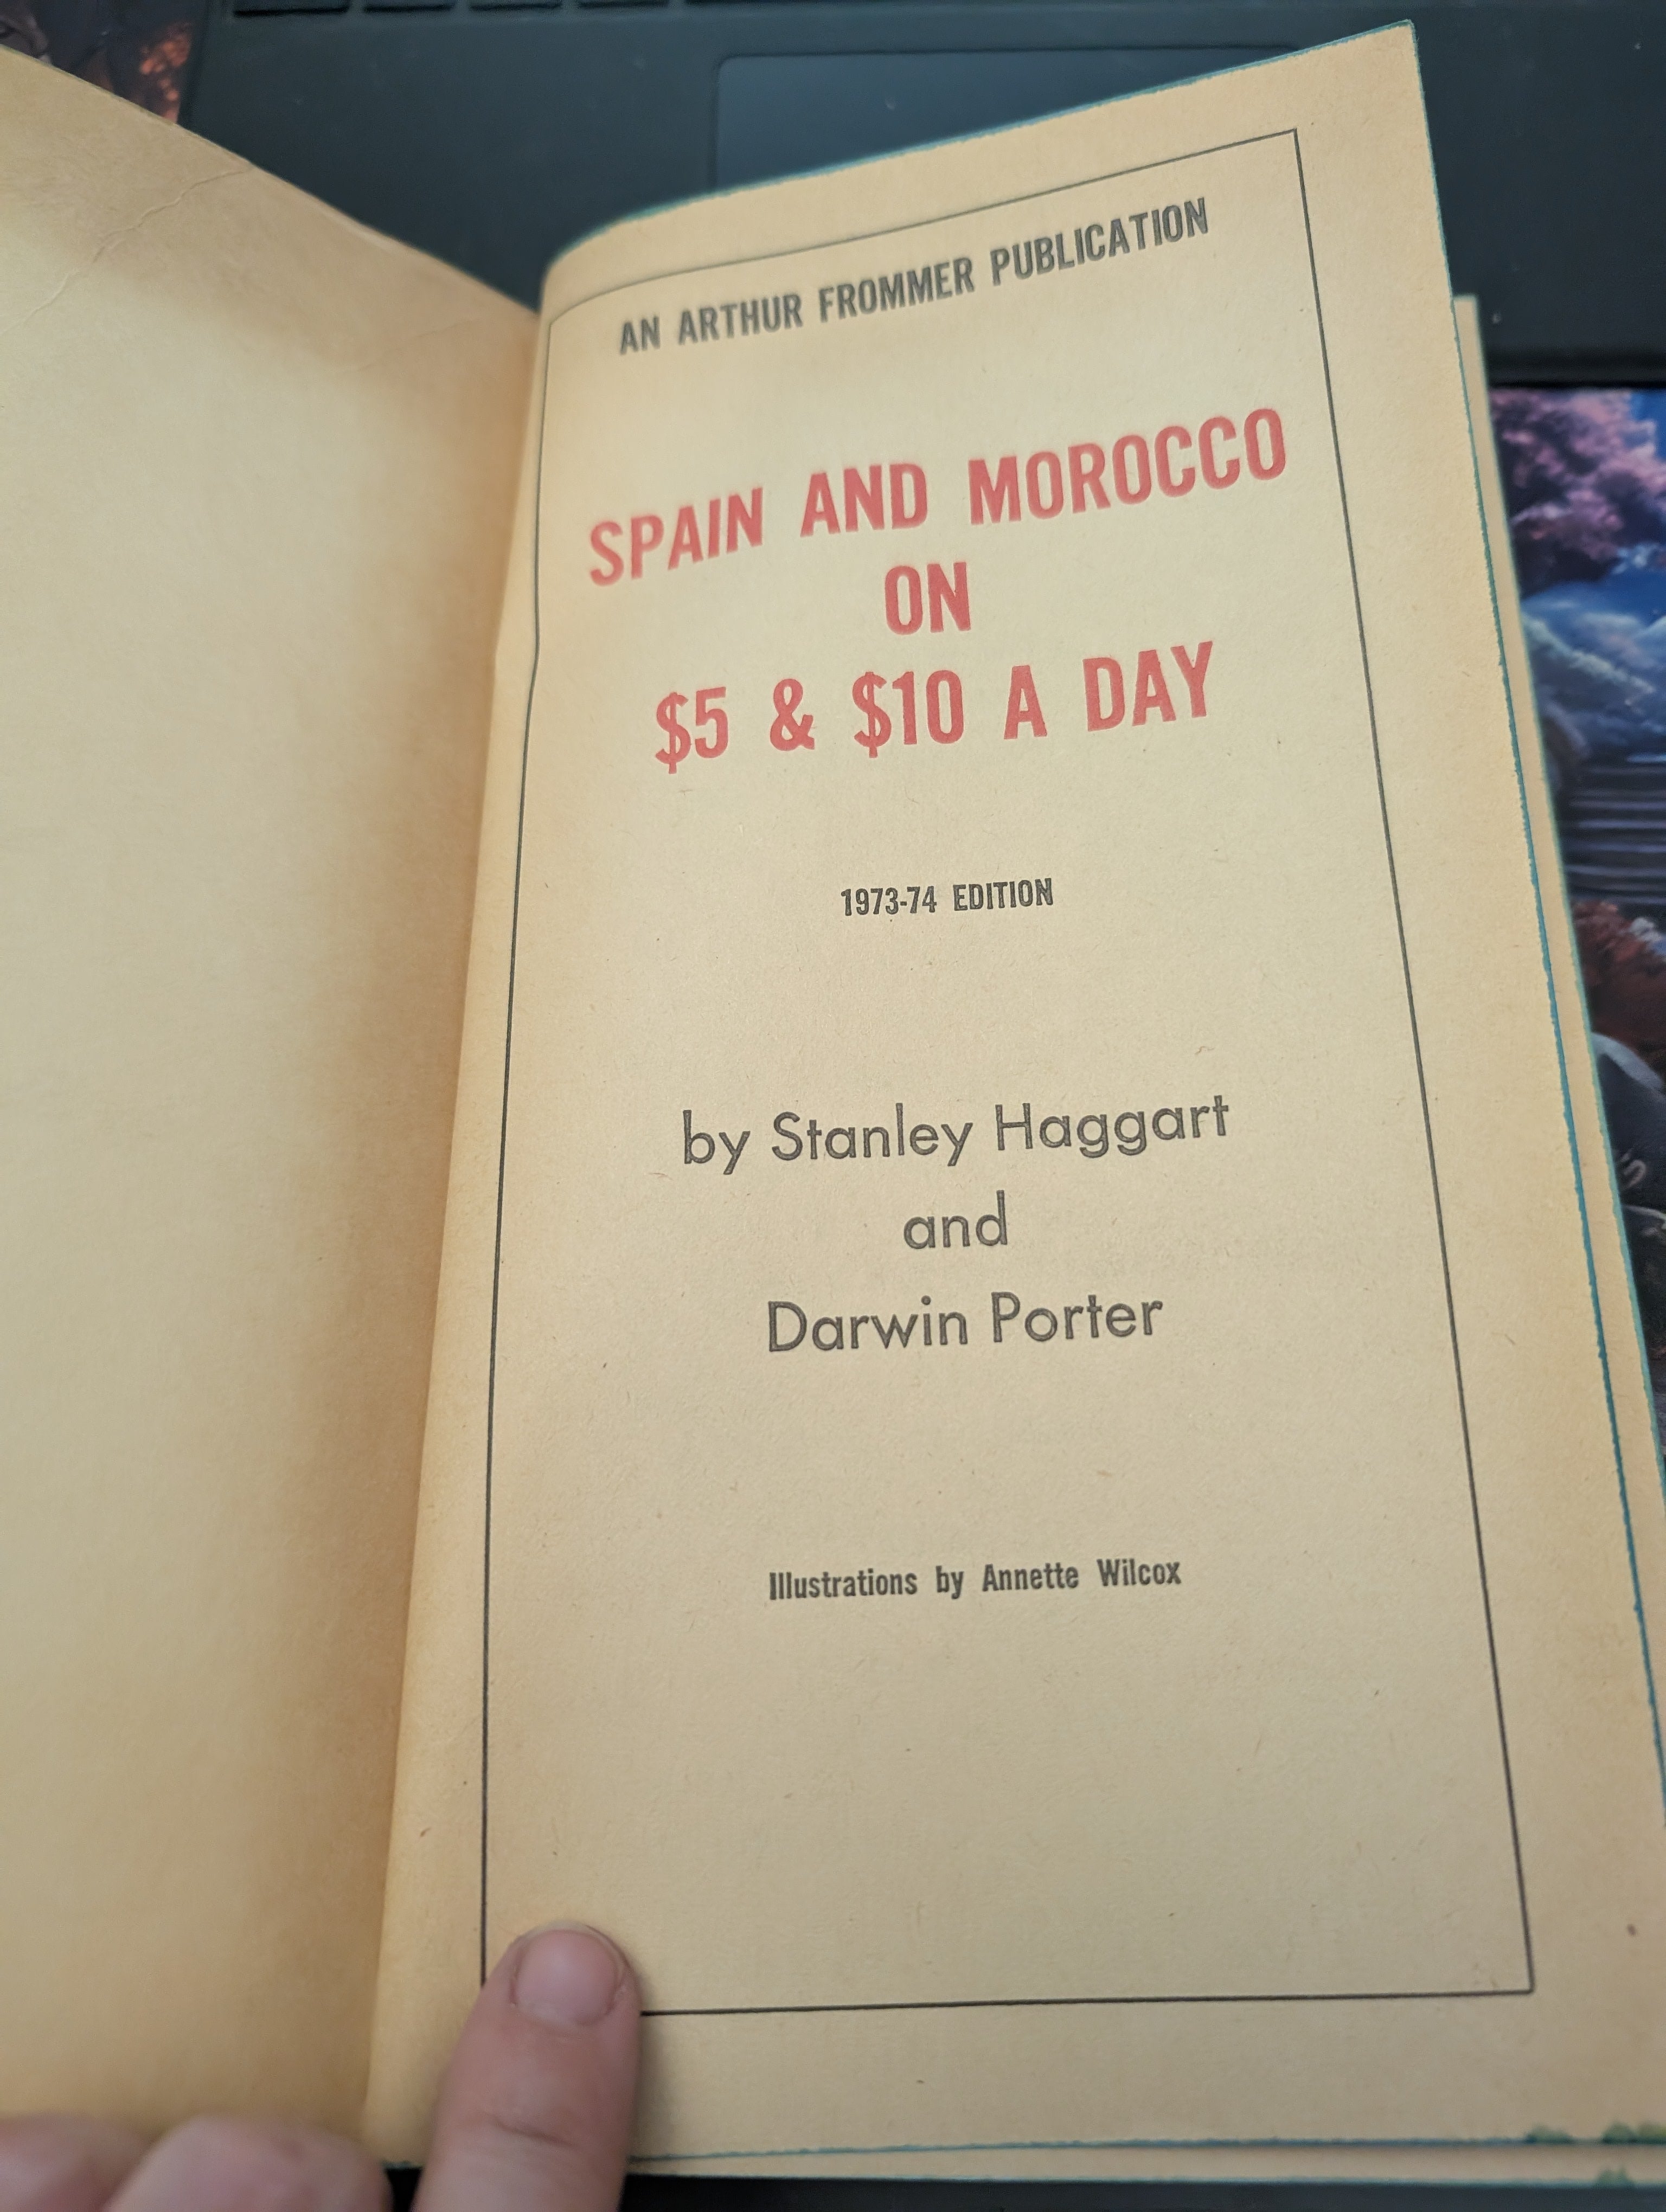 AN ARTHUR FROMMER PUBLICATION
SPAIN AND MOROCCO
ON
$5 & $10 A DAY
1973-74 EDITION
by Stanley Haggart
and
Darwin Porter
Illustrations by Annette Wilcox